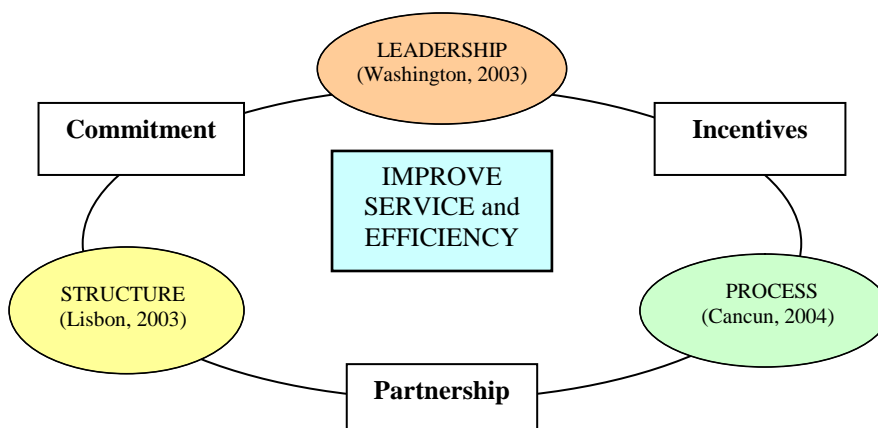 LEADERSHIP
(Washington, 2003)
Commitment
Incentives
IMPROVE
SERVICE and
EFFICIENCY
STRUCTURE
(Lisbon, 2003)
PROCESS
(Cancun, 2004)
Partnership